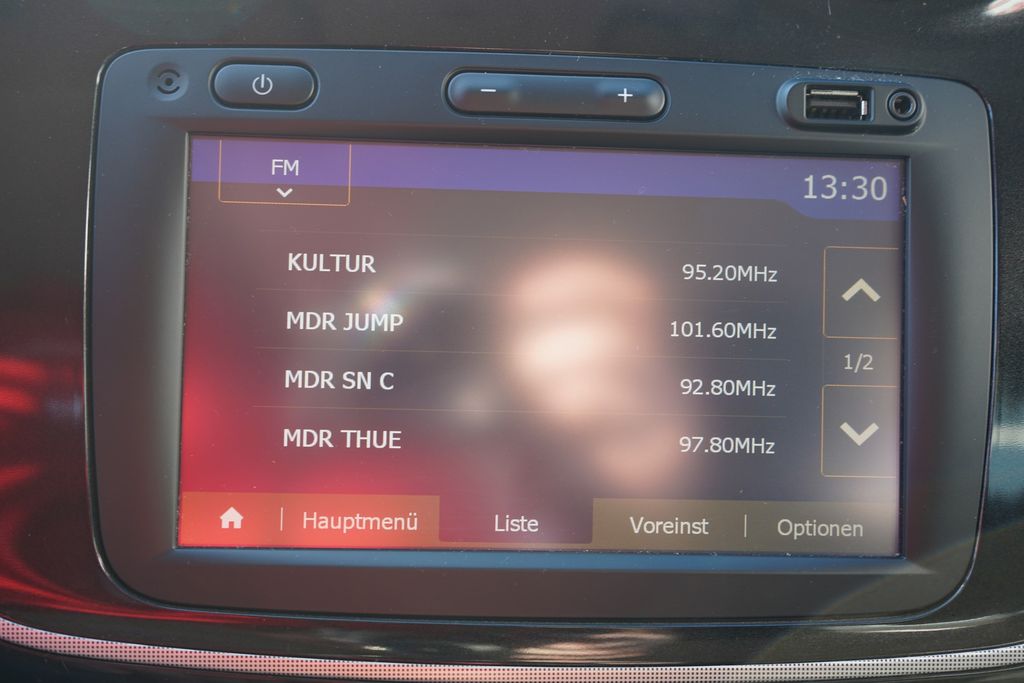 FM
13:30
KULTUR 95.20MHz
MDR JUMP 101.60MHz
1/2
MDR SN C 92.80MHz
MDR THUE 97.80MHz
Hauptmenü Liste Voreinst Optionen